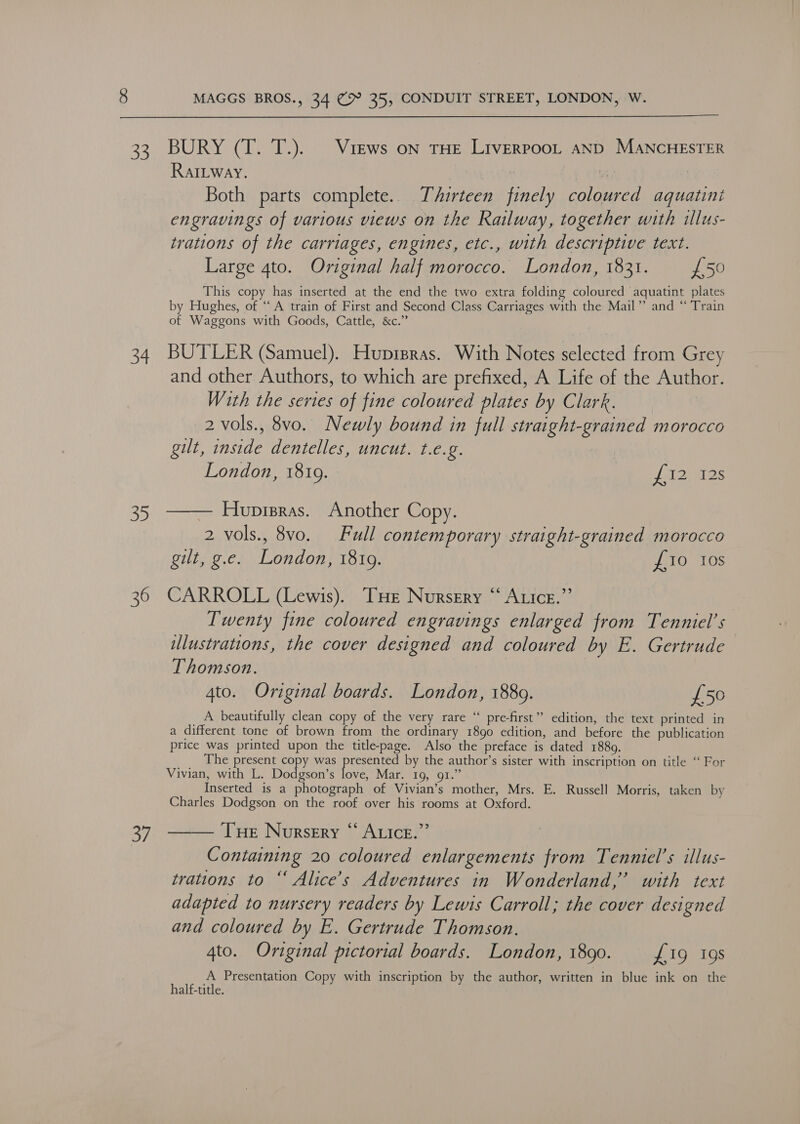 8 MAGGS BROS., 34 & 35, CONDUIT STREET, LONDON, W.
33 BURY (T. T.). Views on the Liverpool and Manchester
Railway.
Both parts complete. Thirteen finely coloured aquatint
engravings of various views on the Railway, together with illus-
trations of the carriages, engines, etc., with descriptive text.
Large 4to. Original half morocco. London, 1831. £50
This copy has inserted at the end the two extra folding coloured aquatint plates
by Hughes, of “A train of First and Second Class Carriages with the Mail” and “Train
of Waggons with Goods, Cattle, &c.”
34 BUTLER (Samuel). Hudibras. With Notes selected from Grey
and other Authors, to which are prefixed, A Life of the Author.
With the series of fine coloured plates by Clark.
2 vols., 8vo. Newly bound in full straight-grained morocco
gilt, inside dentelles, uncut. t.e.g.
London, 1819. £12 12s
35 —— Hudibras. Another Copy.
2 vols., 8vo. Full contemporary straight-grained morocco
gilt, g.e. London, 1819. £10 10s
36 CARROLL (Lewis). The Nursery “Alice.”
Twenty fine coloured engravings enlarged from Tenniel's
illustrations, the cover designed and coloured by E. Gertrude
Thomson.
4to. Original boards. London, 1889. £50
A beautifully clean copy of the very rare “pre-first” edition, the text printed in
a different tone of brown from the ordinary 1890 edition, and before the publication
price was printed upon the title-page. Also the preface is dated 1889.
The present copy was presented by the author's sister with inscription on title “For
Vivian, with L. Dodgson's love, Mar. 19, 91.”
Inserted is a photograph of Vivian's mother, Mrs. E. Russell Morris, taken by
Charles Dodgson on the roof over his rooms at Oxford.
37 —— The Nursery “Alice.”
Containing 20 coloured enlargements from Tenniel's illus-
trations to “Alice's Adventures in Wonderland,” with text
adapted to nursery readers by Lewis Carroll; the cover designed
and coloured by E. Gertrude Thomson.
4to. Original pictorial boards. London, 1890. £19 19s
A Presentation Copy with inscription by the author, written in blue ink on the
half-title.